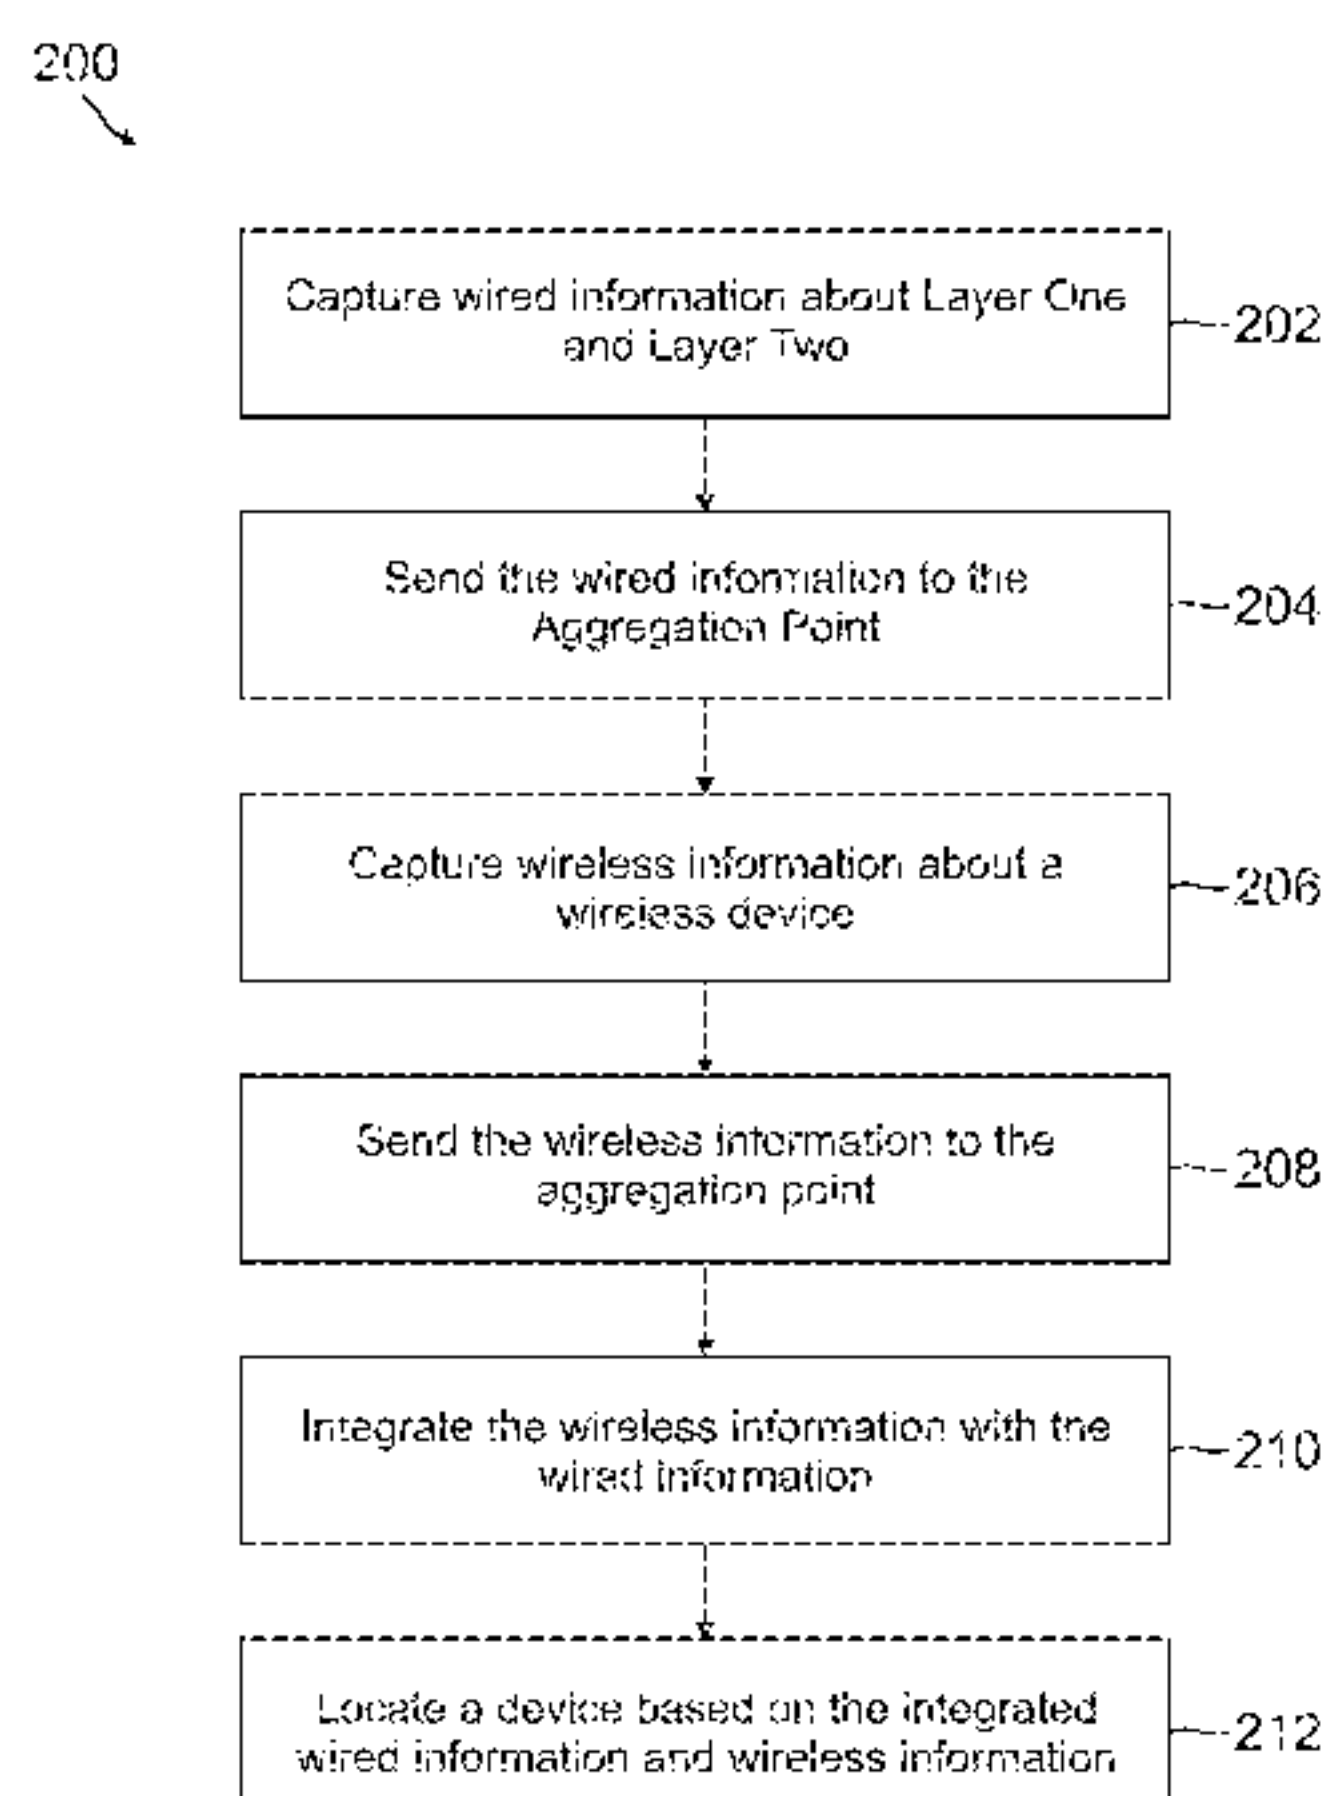 200
Capture wired information about Layer One
and Layer Two
202
Send the wired information to the
Aggregation Point
204
Capture wireless information about a
wireless device
206
Send the wireless information to the
aggregation point
208
Integrate the wireless information with the
wired information
210
Locate a device based on the integrated
wired information and wireless information
212